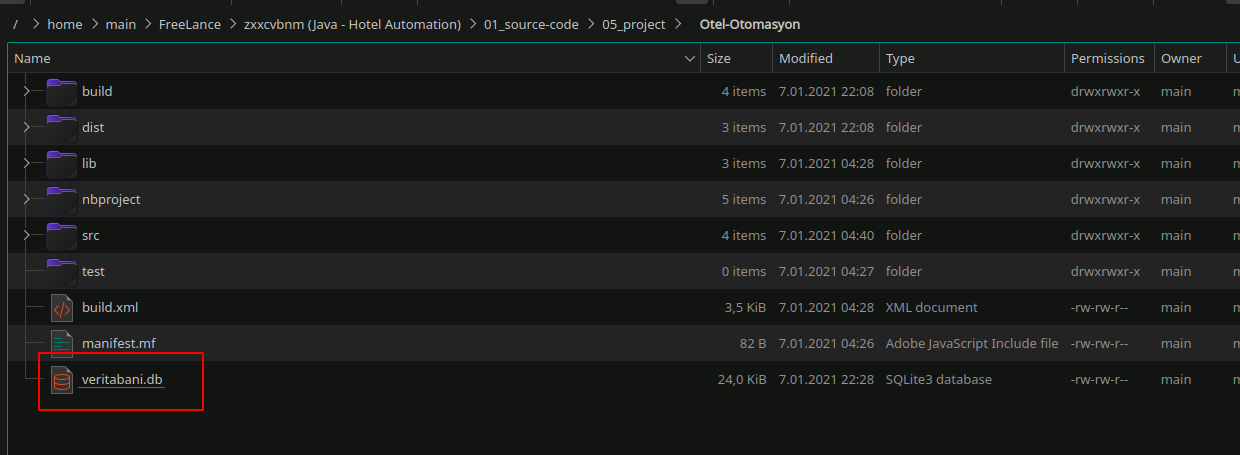 / > home > main > FreeLance > zxxcvbnm (Java - Hotel Automation) > 01_source-code > 05_project > Otel-Otomasyon
Name Size Modified Type Permissions Owner
build 4 items 7.01.2021 22:08 folder drwxrwxr-x main
dist 3 items 7.01.2021 22:08 folder drwxrwxr-x main
lib 3 items 7.01.2021 04:28 folder drwxrwxr-x main
nbproject 5 items 7.01.2021 04:26 folder drwxrwxr-x main
src 4 items 7.01.2021 04:40 folder drwxrwxr-x main
test 0 items 7.01.2021 04:27 folder drwxrwxr-x main
build.xml 3,5 KiB 7.01.2021 04:28 XML document -rw-rw-r-- main
manifest.mf 82 B 7.01.2021 04:26 Adobe JavaScript Include file -rw-rw-r-- main
veritabani.db 24,0 KiB 7.01.2021 22:28 SQLite3 database -rw-rw-r-- main